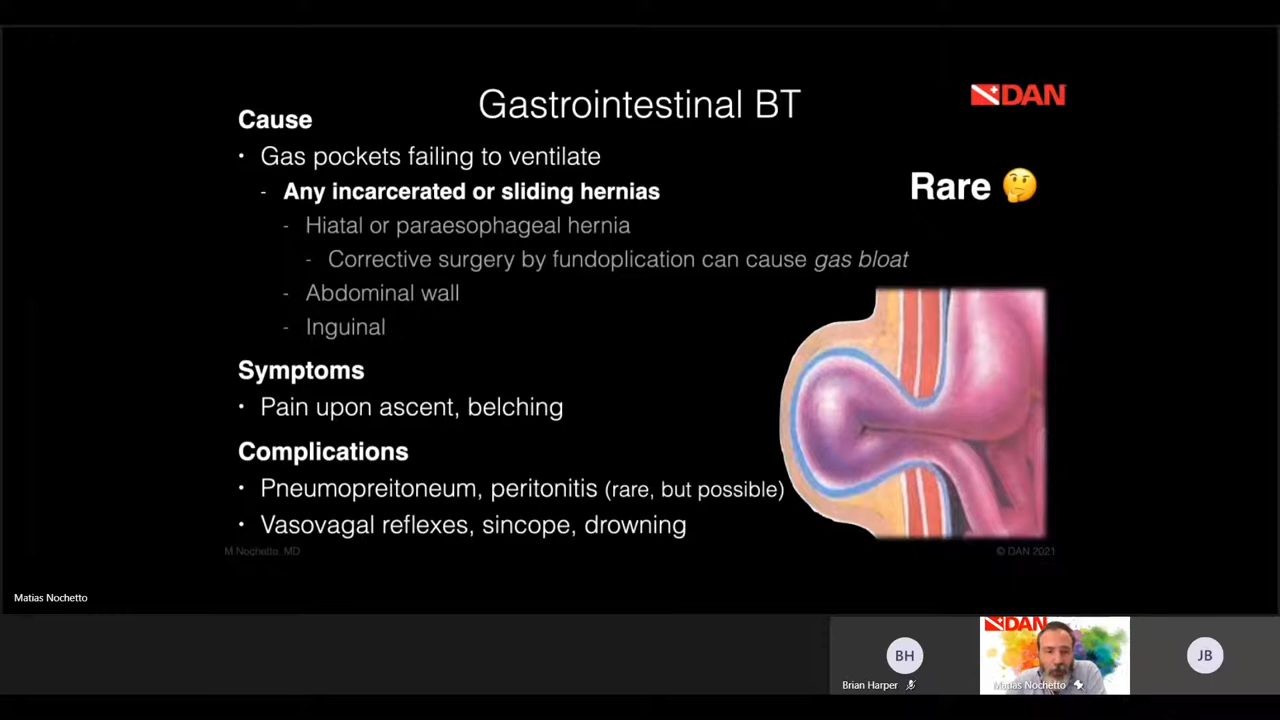 Gastrointestinal BT
DAN
Cause
• Gas pockets failing to ventilate
- Any incarcerated or sliding hernias
Rare 🤔
- Hiatal or paraesophageal hernia
- Corrective surgery by fundoplication can cause gas bloat
- Abdominal wall
- Inguinal
Symptoms
• Pain upon ascent, belching
Complications
• Pneumopreitoneum, peritonitis (rare, but possible)
• Vasovagal reflexes, sincope, drowning
M Nochetto, MD
© DAN 2021
Matias Nochetto
DAN
BH
JB
Brian Harper
Matias Nochetto